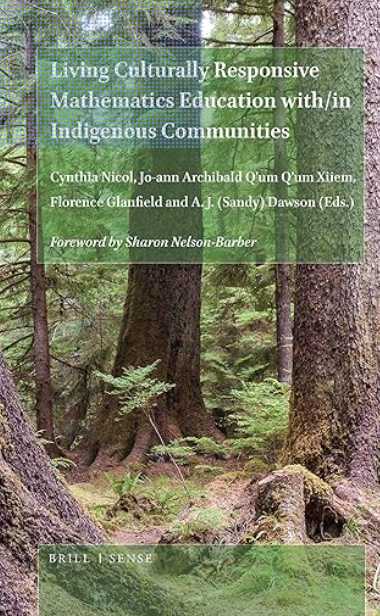 Living Culturally Responsive
Mathematics Education with/in
Indigenous Communities
Cynthia Nicol, Jo-ann Archibald Q'um Q'um Xiiem,
Florence Glanfield and A. J. (Sandy) Dawson (Eds.)
Foreword by Sharon Nelson-Barber
BRILL | SENSE